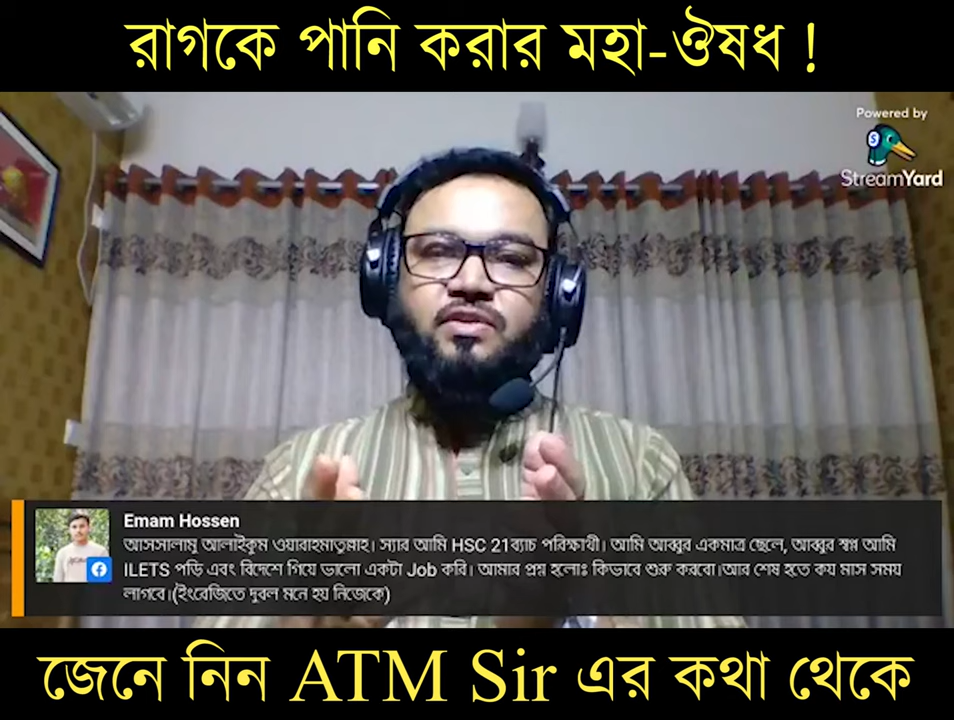 রাগকে পানি করার মহা-ঔষধ !
Powered by
StreamYard
Emam Hossen
আসসালামু আলাইকুম ওয়ারাহমাতুল্লাহ। স্যার আমি HSC 21ব্যাচ পরিক্ষাথী। আমি আব্বুর একমাত্র ছেলে, আব্বুর স্বপ্ন আমি
ILETS পড়ি এবং বিদেশে গিয়ে ভালো একটা Job করি। আমার প্রশ্ন হলোঃ কিভাবে শুরু করবো।আর শেষ হতে কয় মাস সময়
লাগবে।(ইংরেজিতে দুবল মনে হয় নিজেকে)
জেনে নিন ATM Sir এর কথা থেকে